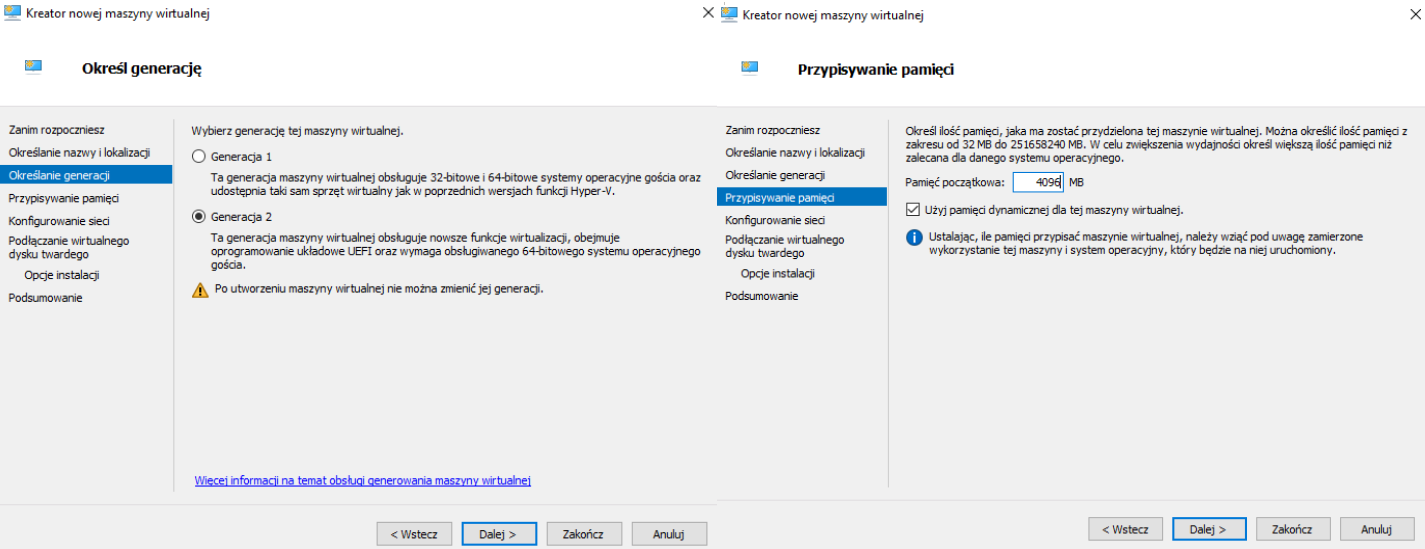 Kreator nowej maszyny wirtualnej
Określ generację
Zanim rozpoczniesz
Określanie nazwy i lokalizacji
Określanie generacji
Przypisywanie pamięci
Konfigurowanie sieci
Podłączanie wirtualnego
dysku twardego
Opcje instalacji
Podsumowanie
Wybierz generację tej maszyny wirtualnej.
Generacja 1
Ta generacja maszyny wirtualnej obsługuje 32-bitowe i 64-bitowe systemy operacyjne gościa oraz
udostępnia taki sam sprzęt wirtualny jak w poprzednich wersjach funkcji Hyper-V.
Generacja 2
Ta generacja maszyny wirtualnej obsługuje nowsze funkcje wirtualizacji, obejmuje
oprogramowanie układowe UEFI oraz wymaga obsługiwanego 64-bitowego systemu operacyjnego
gościa.
Po utworzeniu maszyny wirtualnej nie można zmienić jej generacji.
Więcej informacji na temat obsługi generowania maszyny wirtualnej
< Wstecz
Dalej >
Zakończ
Anuluj
Kreator nowej maszyny wirtualnej
Przypisywanie pamięci
Zanim rozpoczniesz
Określanie nazwy i lokalizacji
Określanie generacji
Przypisywanie pamięci
Konfigurowanie sieci
Podłączanie wirtualnego
dysku twardego
Opcje instalacji
Podsumowanie
Określ ilość pamięci, jaka ma zostać przydzielona tej maszynie wirtualnej. Można określić ilość pamięci z
zakresu od 32 MB do 251658240 MB. W celu zwiększenia wydajności określ większą ilość pamięci niż
zalecana dla danego systemu operacyjnego.
Pamięć początkowa: 4096 MB
Użyj pamięci dynamicznej dla tej maszyny wirtualnej.
Ustalając, ile pamięci przypisać maszynie wirtualnej, należy wziąć pod uwagę zamierzone
wykorzystanie tej maszyny i system operacyjny, który będzie na niej uruchomiony.
< Wstecz
Dalej >
Zakończ
Anuluj